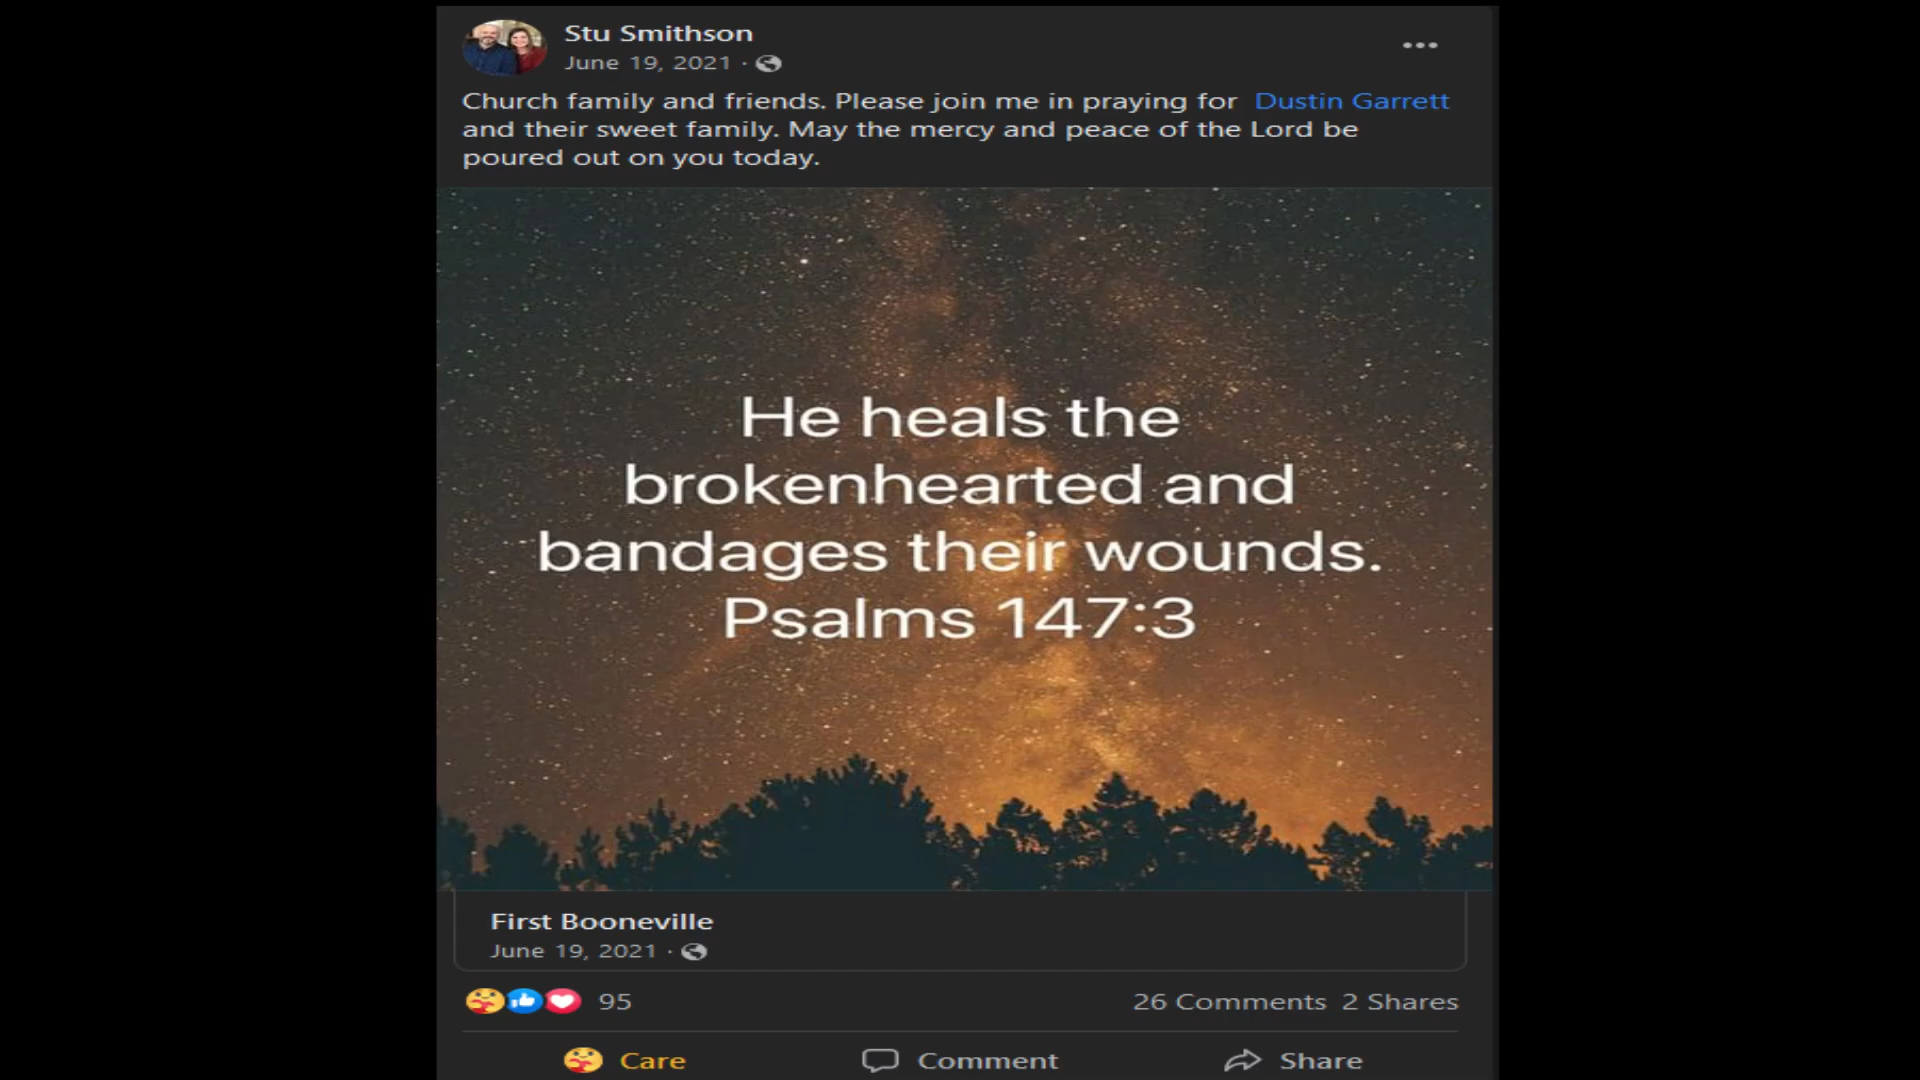 Stu Smithson
June 19, 2021 ·
Church family and friends. Please join me in praying for Dustin Garrett
and their sweet family. May the mercy and peace of the Lord be
poured out on you today.
He heals the
brokenhearted and
bandages their wounds.
Psalms 147:3
First Booneville
June 19, 2021 ·
95 26 Comments 2 Shares
Care Comment Share